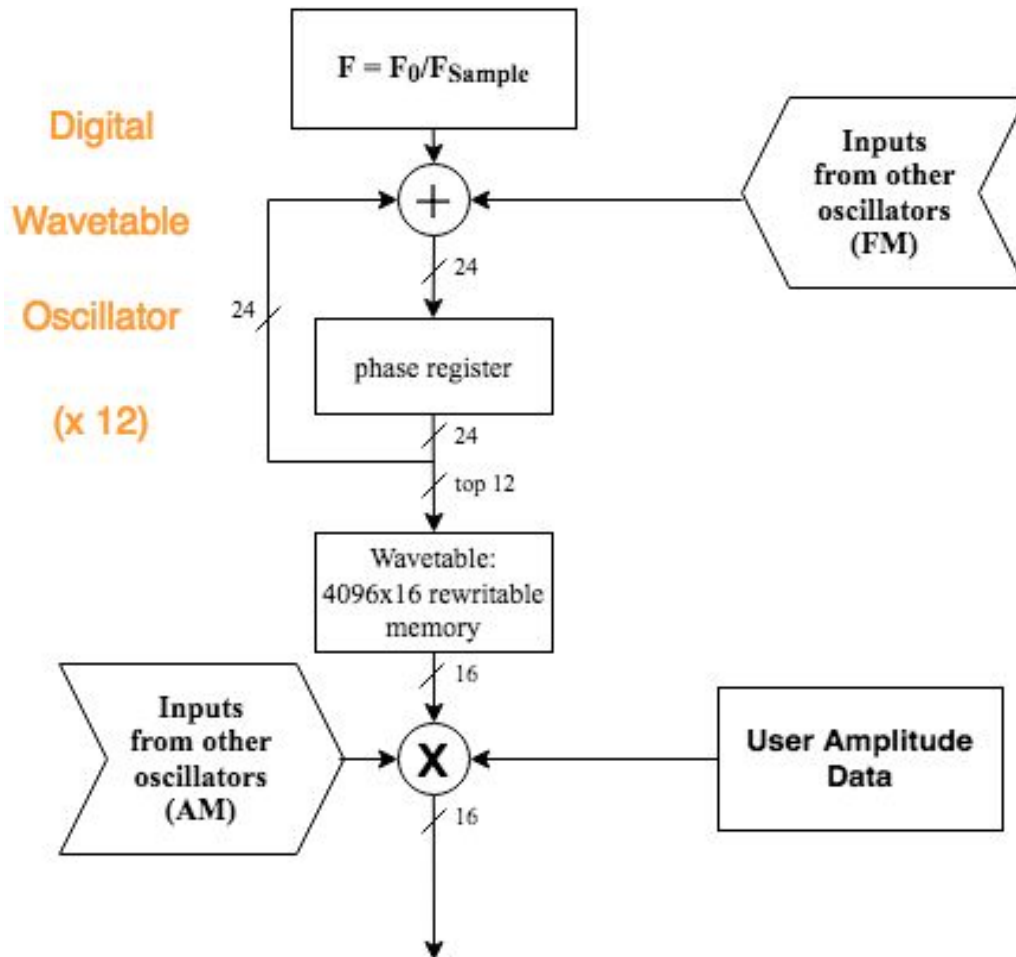 F = F0/FSample
Digital
Wavetable
Oscillator
(x 12)
+
Inputs
from other
oscillators
(FM)
24
24
phase register
24
top 12
Wavetable:
4096x16 rewritable
memory
16
Inputs
from other
oscillators
(AM)
X
User Amplitude
Data
16